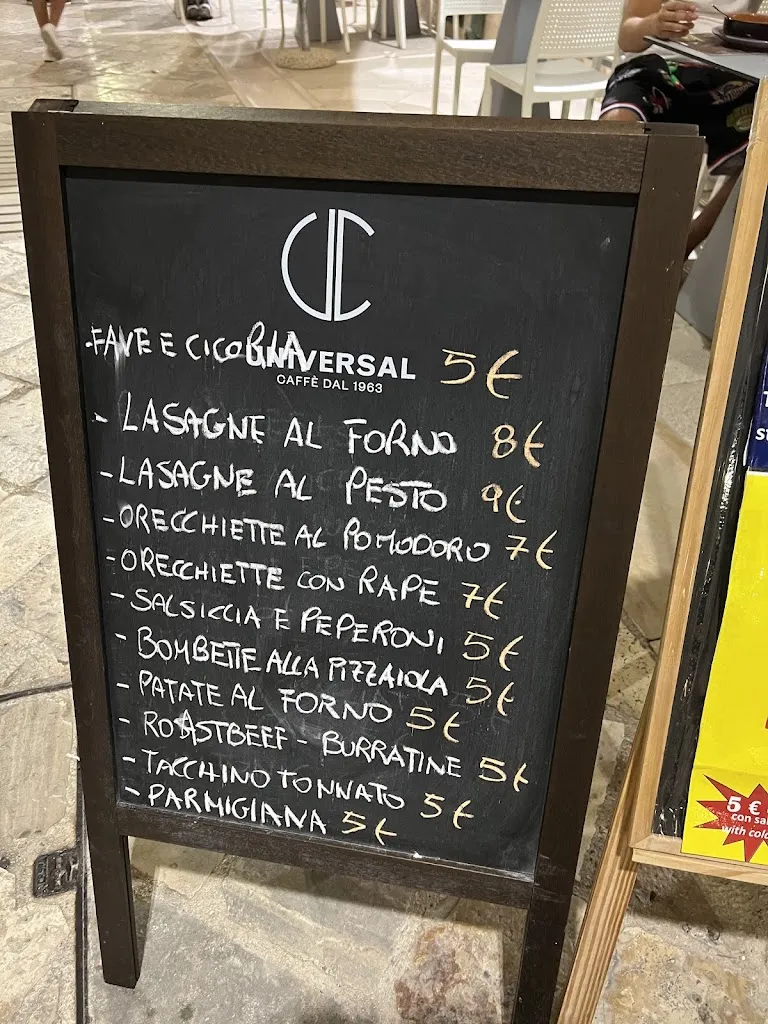 UNIVERSAL
CAFFÈ DAL 1963
-FAVE E CICORIA 5€
- LASAGNE AL FORNO 8€
- LASAGNE AL PESTO 9€
- ORECCHIETTE AL POMODORO 7€
- ORECCHIETTE CON RAPE 7€
- SALSICCIA E PEPERONI 5€
- BOMBETTE ALLA PIZZAIOLA 5€
- PATATE AL FORNO 5€
- ROASTBEEF - BURRATINE 5€
- TACCHINO TONNATO 5€
- PARMIGIANA 5€
5 €
con
with